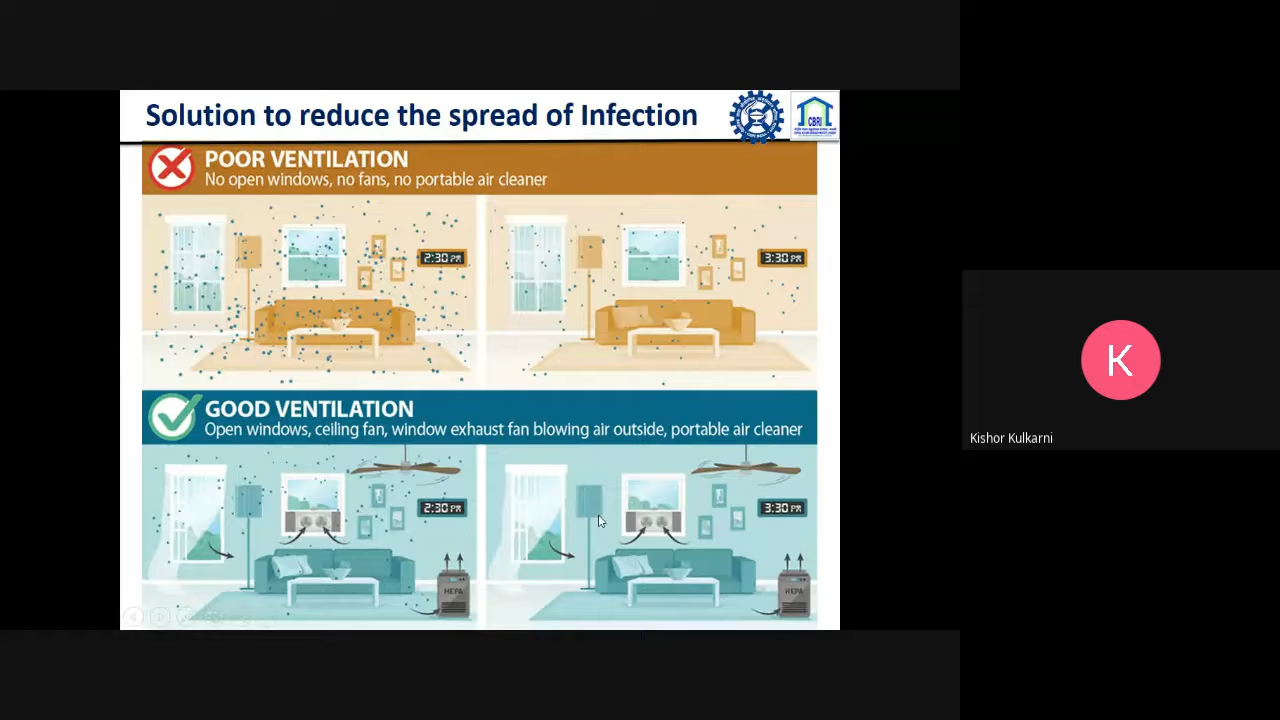 Solution to reduce the spread of Infection
CBRI
POOR VENTILATION
No open windows, no fans, no portable air cleaner
2:30 PM
3:30 PM
GOOD VENTILATION
Open windows, ceiling fan, window exhaust fan blowing air outside, portable air cleaner
2:30 PM
3:30 PM
HEPA
HEPA
K
Kishor Kulkarni